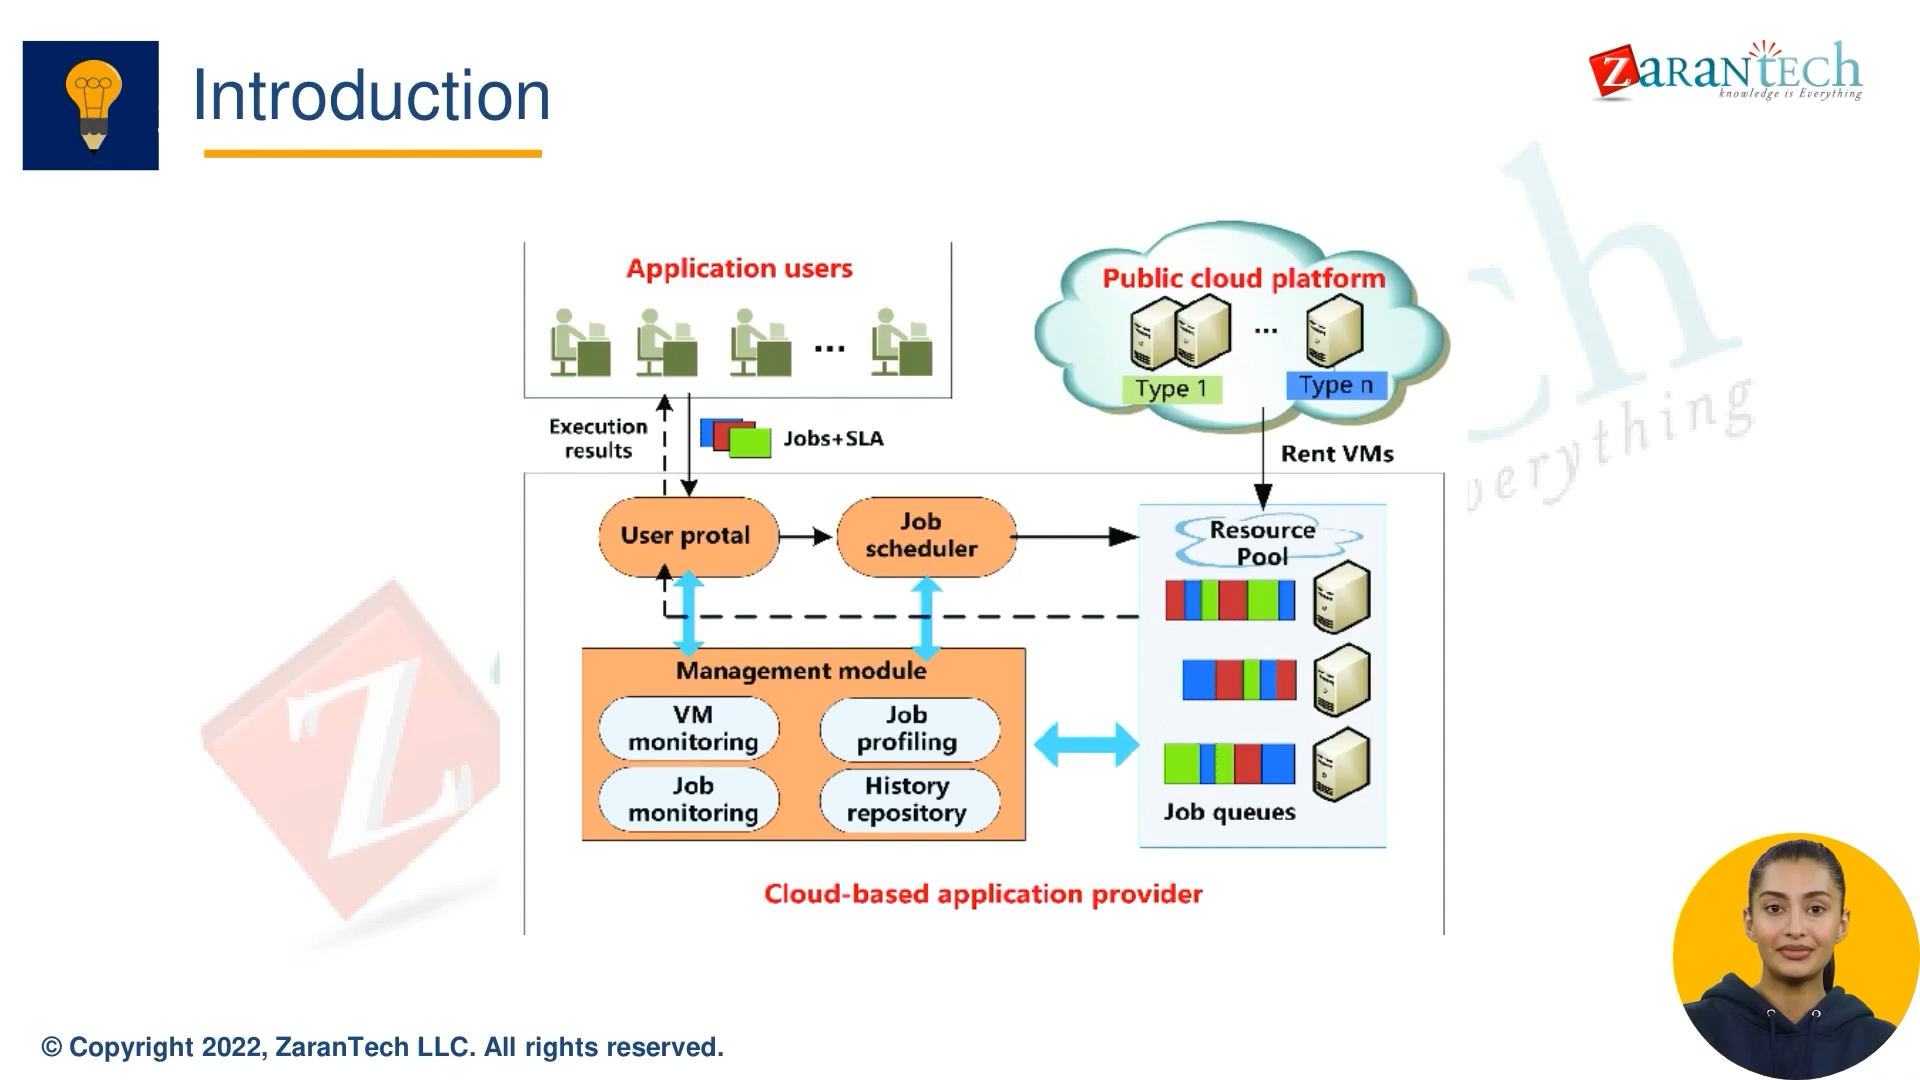 Introduction
ZARANTECH
knowledge is Everything
Application users
Public cloud platform
...
...
Type 1
Type n
Execution
results
Jobs+SLA
Rent VMs
User protal
Job
scheduler
Resource
Pool
Management module
VM
monitoring
Job
profiling
Job
monitoring
History
repository
Job queues
Cloud-based application provider
ch
everything
Z
© Copyright 2022, ZaranTech LLC. All rights reserved.